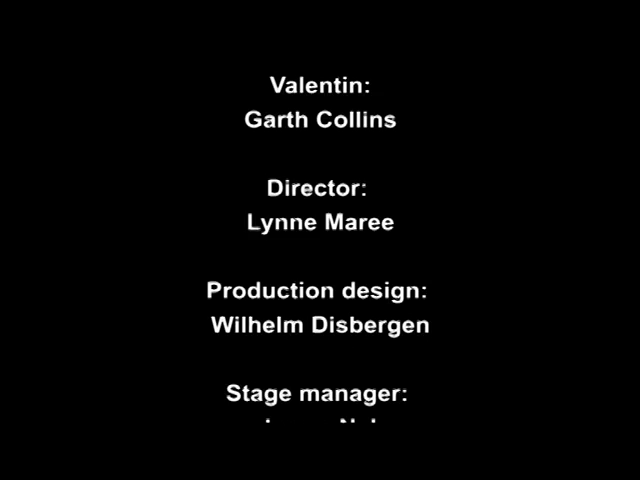 Valentin:
Garth Collins
Director:
Lynne Maree
Production design:
Wilhelm Disbergen
Stage manager: